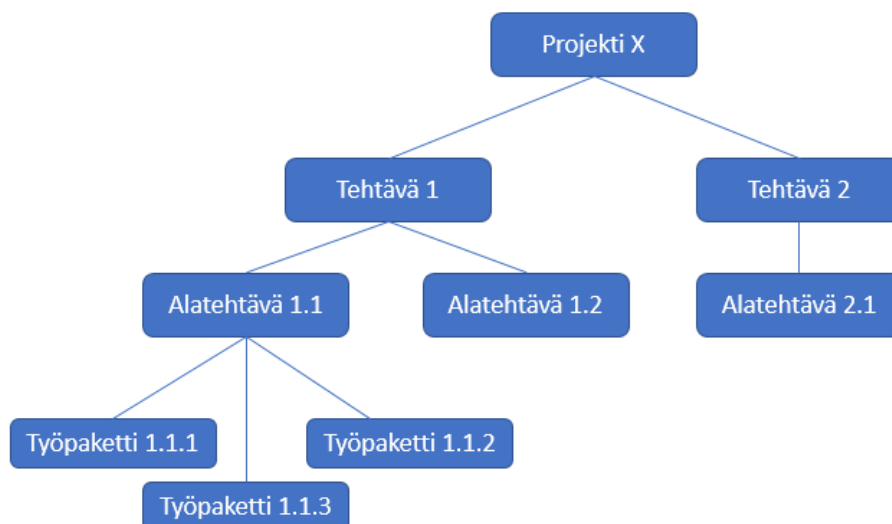 Projekti X
Tehtävä 1
Tehtävä 2
Alatehtävä 1.1
Alatehtävä 1.2
Alatehtävä 2.1
Työpaketti 1.1.1
Työpaketti 1.1.2
Työpaketti 1.1.3